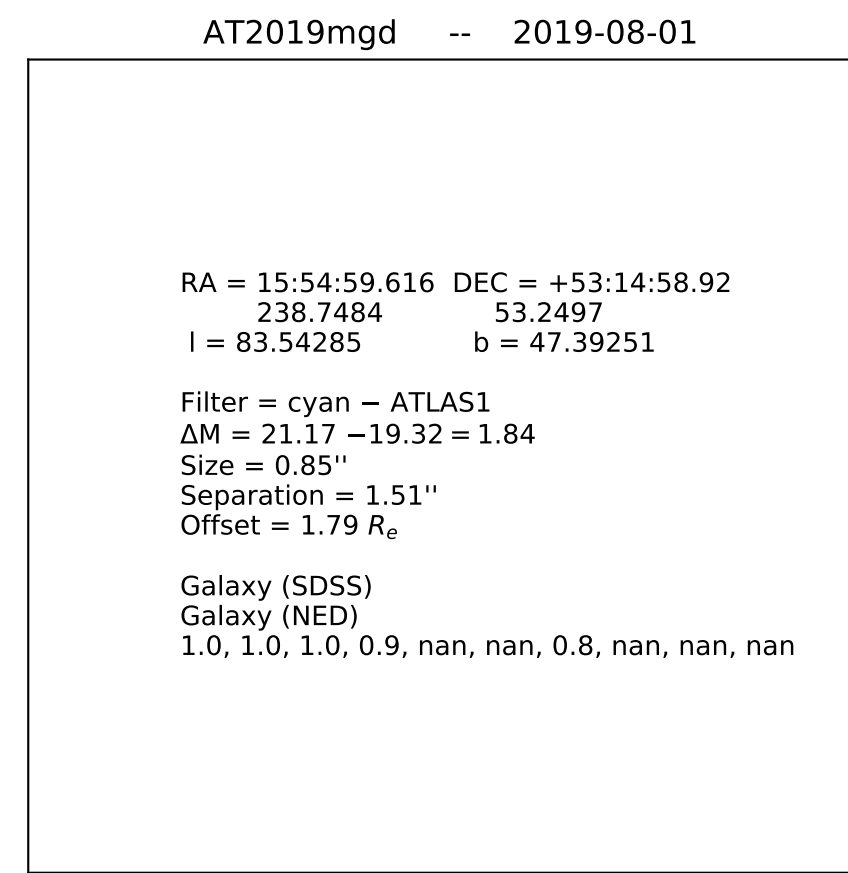 AT2019mgd -- 2019-08-01
RA = 15:54:59.616 DEC = +53:14:58.92
238.7484 53.2497
l = 83.54285 b = 47.39251
Filter = cyan − ATLAS1
ΔM = 21.17 −19.32 = 1.84
Size = 0.85''
Separation = 1.51''
Offset = 1.79 Re
Galaxy (SDSS)
Galaxy (NED)
1.0, 1.0, 1.0, 0.9, nan, nan, 0.8, nan, nan, nan